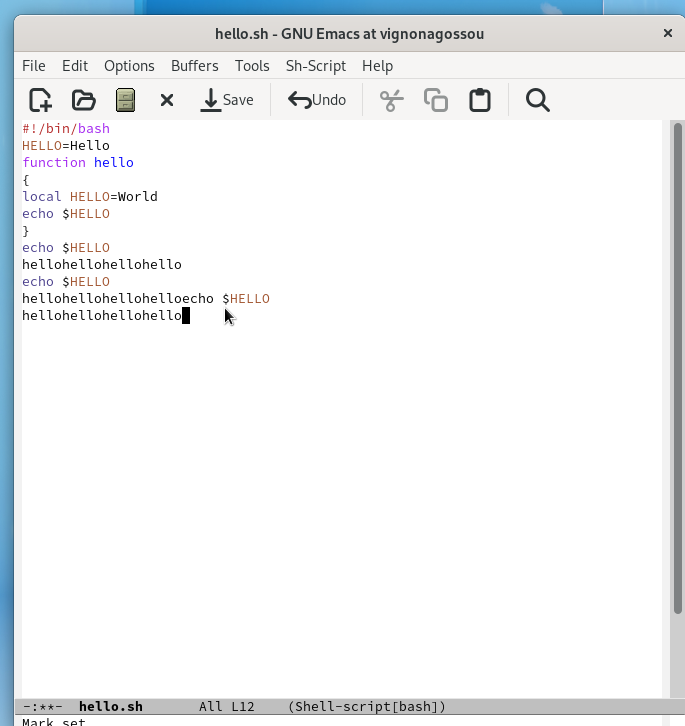 hello.sh - GNU Emacs at vignonagossou
File Edit Options Buffers Tools Sh-Script Help
Save Undo
#!/bin/bash
HELLO=Hello
function hello
{
local HELLO=World
echo $HELLO
}
echo $HELLO
hellohellohellohello
echo $HELLO
hellohellohellohelloecho $HELLO
hellohellohellohello
-:**- hello.sh All L12 (Shell-script[bash])
Mark set